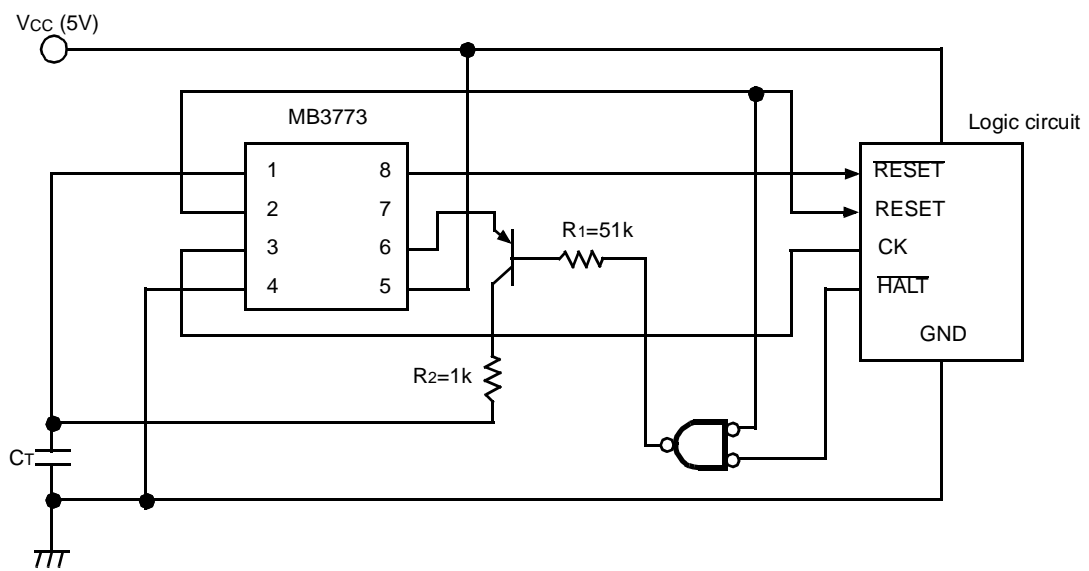 VCC (5V)
MB3773
Logic circuit
1 8
2 7
3 6
4 5
R1=51k
R2=1k
RESET
RESET
CK
HALT
GND
CT